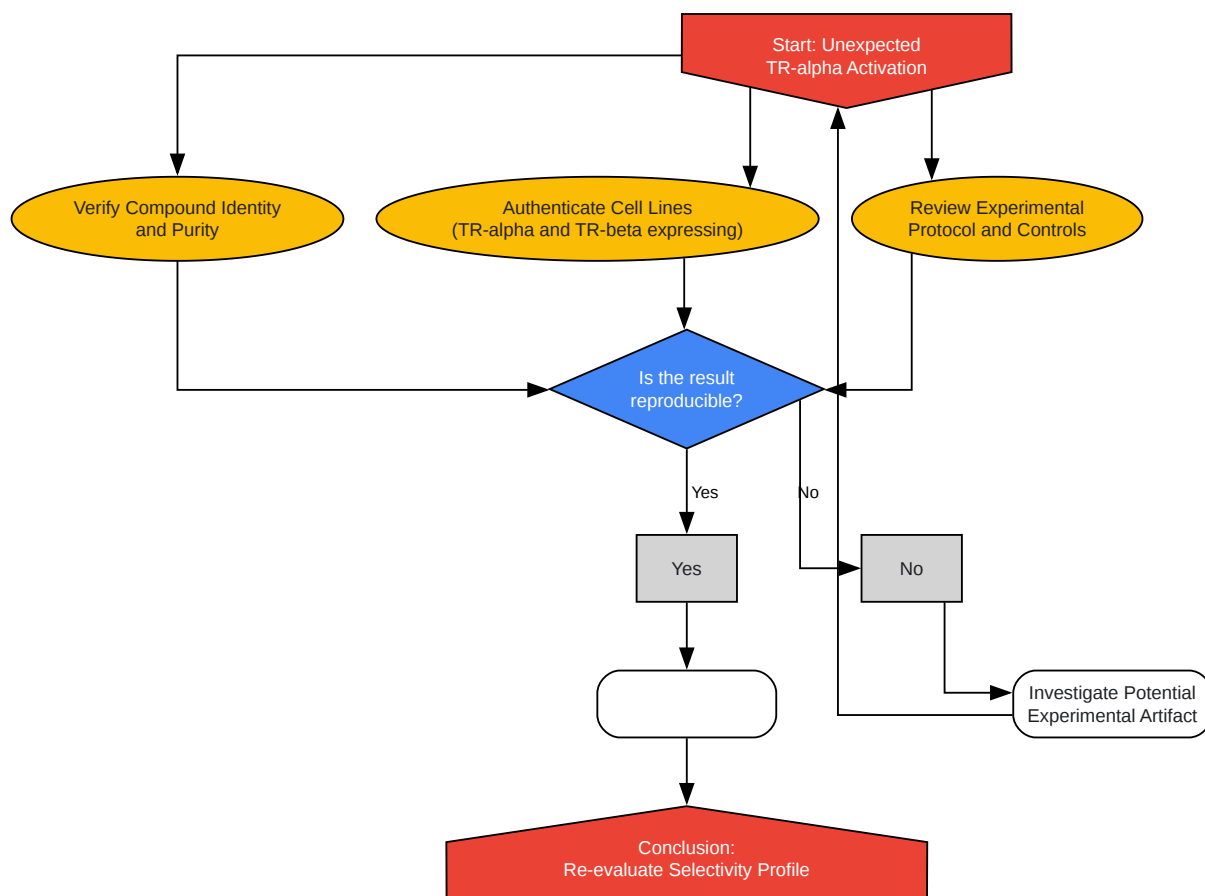 Start: Unexpected
TR-alpha Activation
Verify Compound Identity
and Purity
Authenticate Cell Lines
(TR-alpha and TR-beta expressing)
Review Experimental
Protocol and Controls
Is the result
reproducible?
Yes
No
Yes
No
Investigate Potential
Experimental Artifact
Conclusion:
Re-evaluate Selectivity Profile